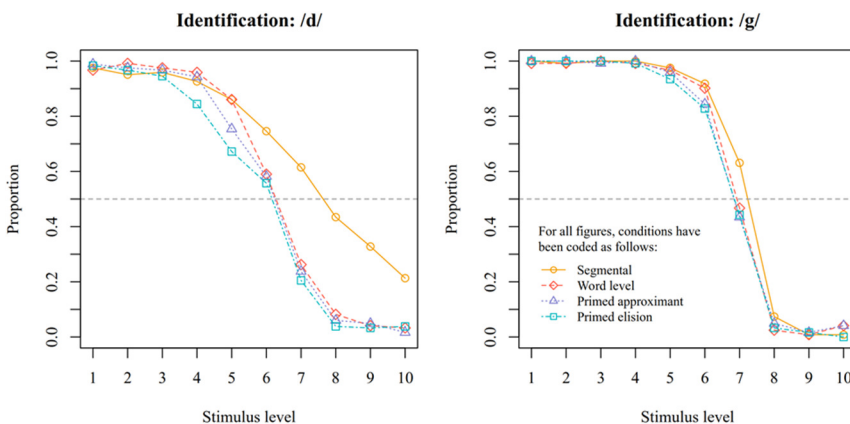 Identification: /d/
1.0
0.8
0.6
0.4
0.2
0.0
Proportion
1 2 3 4 5 6 7 8 9 10
Stimulus level
Identification: /g/
1.0
0.8
0.6
0.4
0.2
0.0
Proportion
For all figures, conditions have
been coded as follows:
Segmental
Word level
Primed approximant
Primed elision
1 2 3 4 5 6 7 8 9 10
Stimulus level